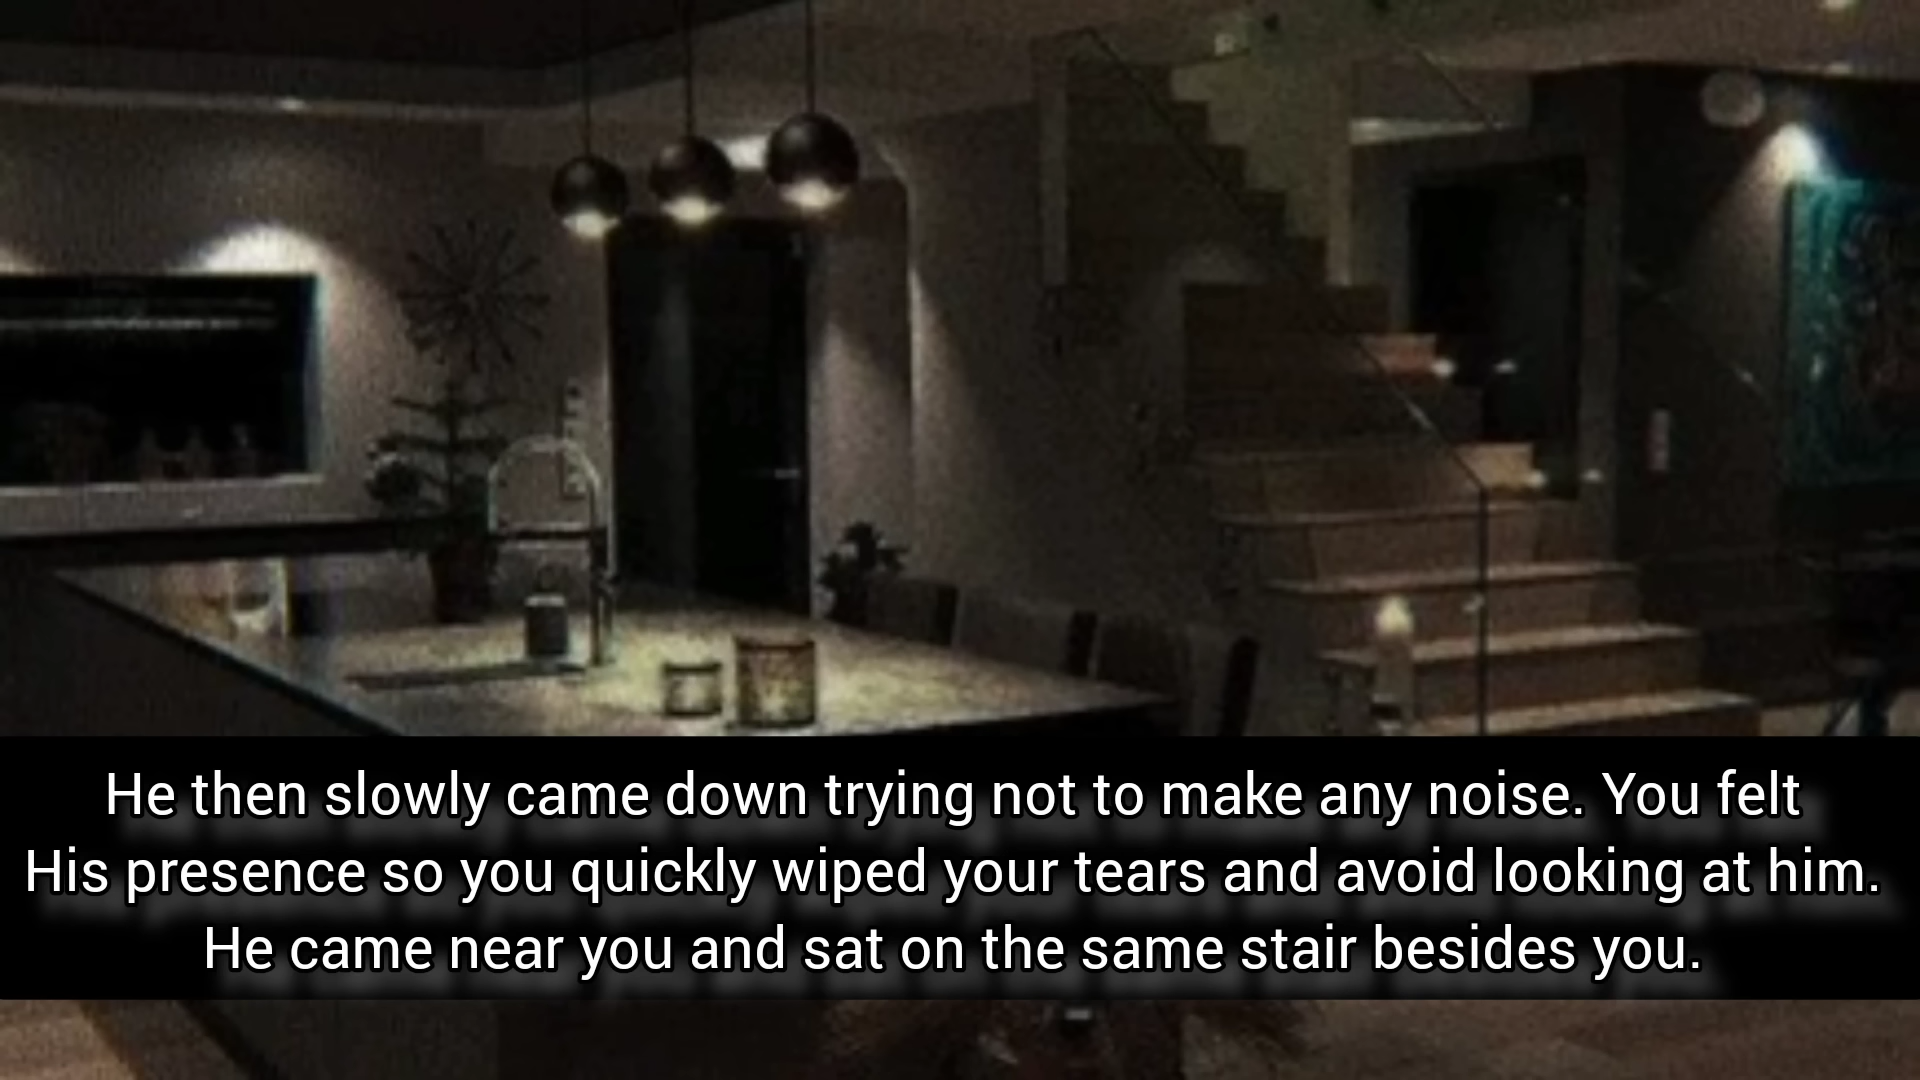 He then slowly came down trying not to make any noise. You felt
His presence so you quickly wiped your tears and avoid looking at him.
He came near you and sat on the same stair besides you.